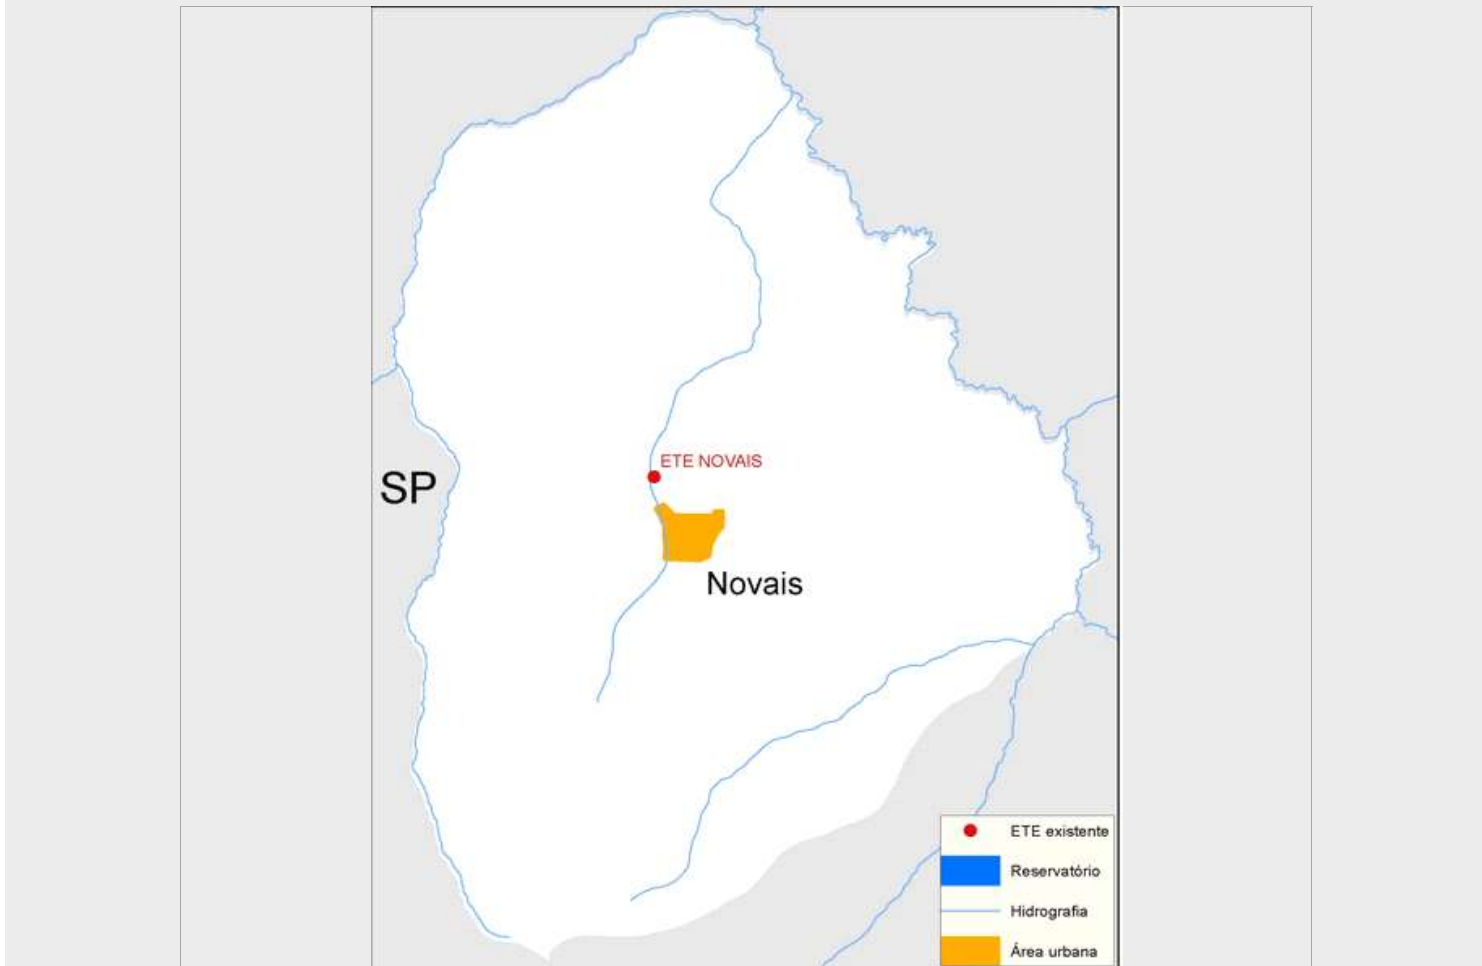 ETE NOVAIS
SP
Novais
ETE existente
Reservatório
Hidrografia
Área urbana